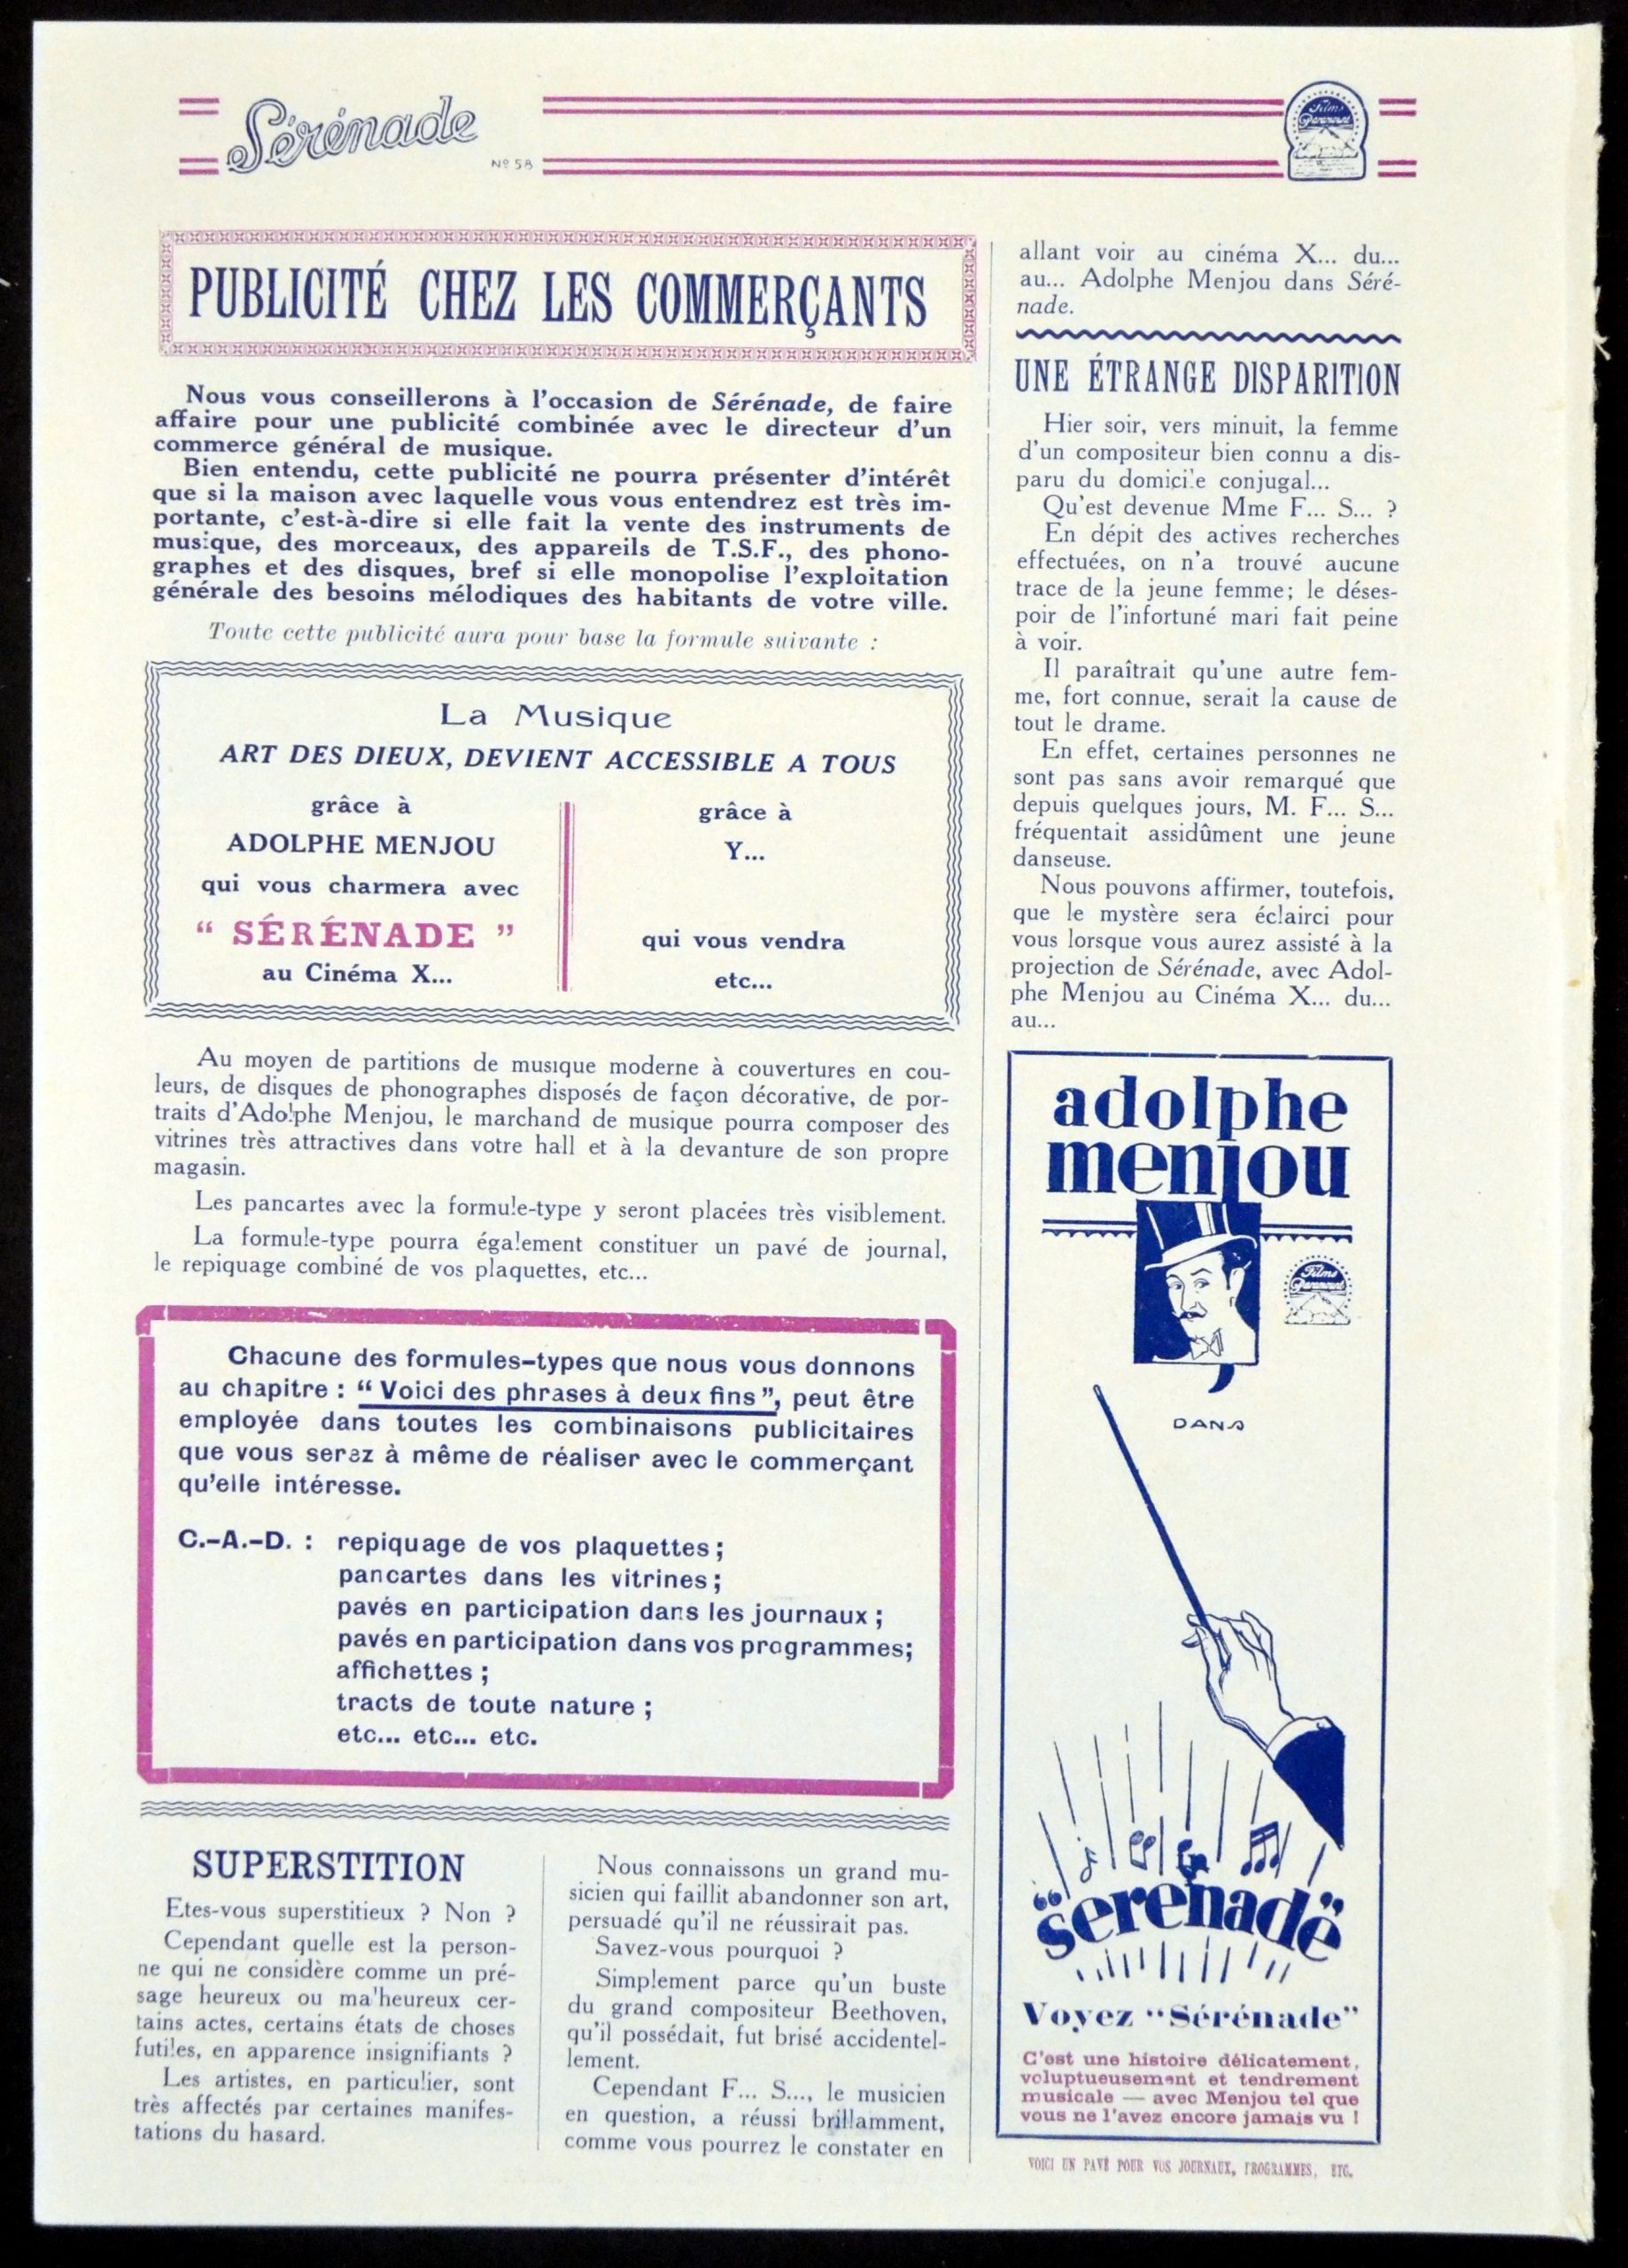 Sérénade
Nº 58
Films
Paramount
PUBLICITÉ CHEZ LES COMMERÇANTS
Nous vous conseillerons à l'occasion de Sérénade, de faire
affaire pour une publicité combinée avec le directeur d'un
commerce général de musique.
Bien entendu, cette publicité ne pourra présenter d'intérêt
que si la maison avec laquelle vous vous entendrez est très im-
portante, c'est-à-dire si elle fait la vente des instruments de
musique, des morceaux, des appareils de T.S.F., des phono-
graphes et des disques, bref si elle monopolise l'exploitation
générale des besoins mélodiques des habitants de votre ville.
Toute cette publicité aura pour base la formule suivante :
La Musique
ART DES DIEUX, DEVIENT ACCESSIBLE A TOUS
grâce à
ADOLPHE MENJOU
qui vous charmera avec
“ SÉRÉNADE ”
au Cinéma X...
grâce à
Y...
qui vous vendra
etc...
Au moyen de partitions de musique moderne à couvertures en cou-
leurs, de disques de phonographes disposés de façon décorative, de por-
traits d'Adolphe Menjou, le marchand de musique pourra composer des
vitrines très attractives dans votre hall et à la devanture de son propre
magasin.
Les pancartes avec la formule-type y seront placées très visiblement.
La formule-type pourra également constituer un pavé de journal,
le repiquage combiné de vos plaquettes, etc...
Chacune des formules-types que nous vous donnons
au chapitre : “ Voici des phrases à deux fins ”, peut être
employée dans toutes les combinaisons publicitaires
que vous serez à même de réaliser avec le commerçant
qu'elle intéresse.
C.-A.-D. : repiquage de vos plaquettes ;
pancartes dans les vitrines ;
pavés en participation dans les journaux ;
pavés en participation dans vos programmes;
affichettes ;
tracts de toute nature ;
etc... etc... etc.
SUPERSTITION
Etes-vous superstitieux ? Non ?
Cependant quelle est la person-
ne qui ne considère comme un pré-
sage heureux ou malheureux cer-
tains actes, certains états de choses
futiles, en apparence insignifiants ?
Les artistes, en particulier, sont
très affectés par certaines manifes-
tations du hasard.
Nous connaissons un grand mu-
sicien qui faillit abandonner son art,
persuadé qu'il ne réussirait pas.
Savez-vous pourquoi ?
Simplement parce qu'un buste
du grand compositeur Beethoven,
qu'il possédait, fut brisé accidentel-
lement.
Cependant F... S..., le musicien
en question, a réussi brillamment,
comme vous pourrez le constater en
allant voir au cinéma X... du...
au... Adolphe Menjou dans Séré-
nade.
UNE ÉTRANGE DISPARITION
Hier soir, vers minuit, la femme
d'un compositeur bien connu a dis-
paru du domicile conjugal...
Qu'est devenue Mme F... S... ?
En dépit des actives recherches
effectuées, on n'a trouvé aucune
trace de la jeune femme; le déses-
poir de l'infortuné mari fait peine
à voir.
Il paraîtrait qu'une autre fem-
me, fort connue, serait la cause de
tout le drame.
En effet, certaines personnes ne
sont pas sans avoir remarqué que
depuis quelques jours, M. F... S...
fréquentait assidûment une jeune
danseuse.
Nous pouvons affirmer, toutefois,
que le mystère sera éclairci pour
vous lorsque vous aurez assisté à la
projection de Sérénade, avec Adol-
phe Menjou au Cinéma X... du...
au...
adolphe
menjou
Films
Paramount
DANS
“serenade”
Voyez “Sérénade”
C'est une histoire délicatement,
voluptueusement et tendrement
musicale — avec Menjou tel que
vous ne l'avez encore jamais vu !
VOICI UN PAVÉ POUR VOS JOURNAUX, PROGRAMMES, ETC.